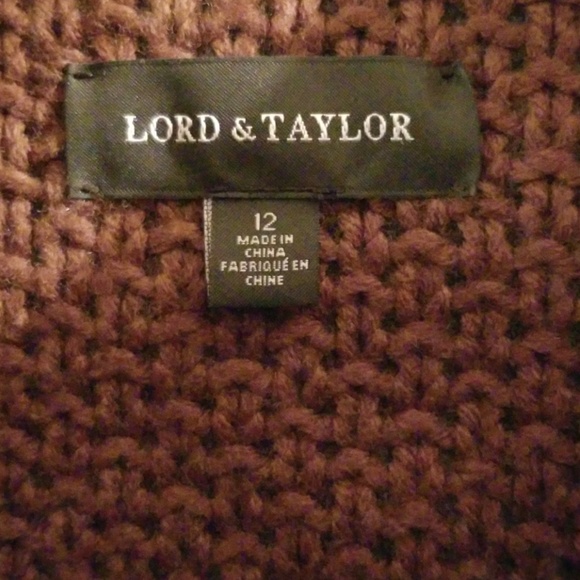 LORD & TAYLOR
12
MADE IN
CHINA
FABRIQUÉ EN
CHINE